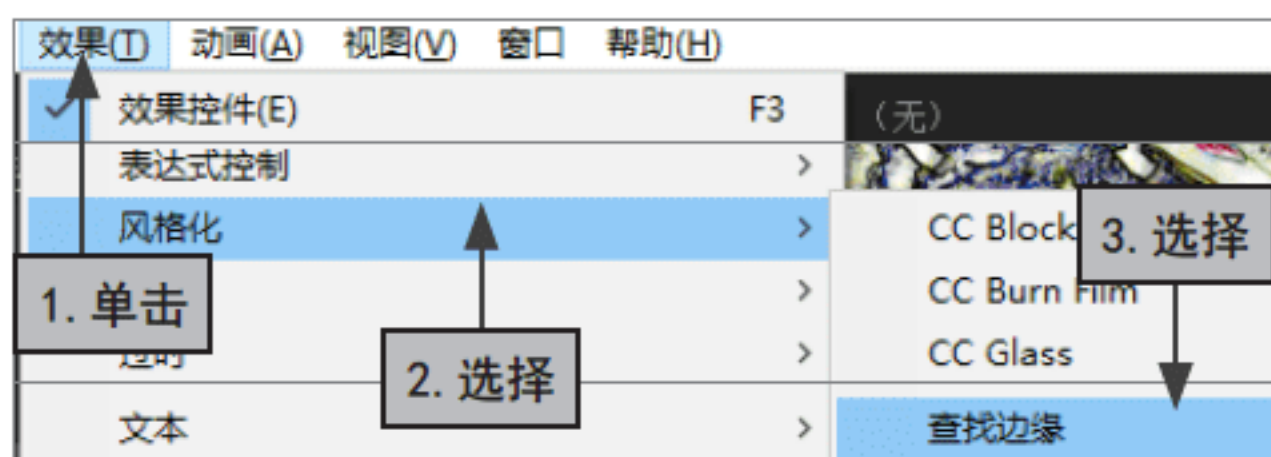 效果(T) 动画(A) 视图(V) 窗口 帮助(H)
效果控件(E) F3
(无)
表达式控制
风格化
CC Block
3. 选择
1. 单击
CC Burn Film
过时
2. 选择
CC Glass
文本
查找边缘